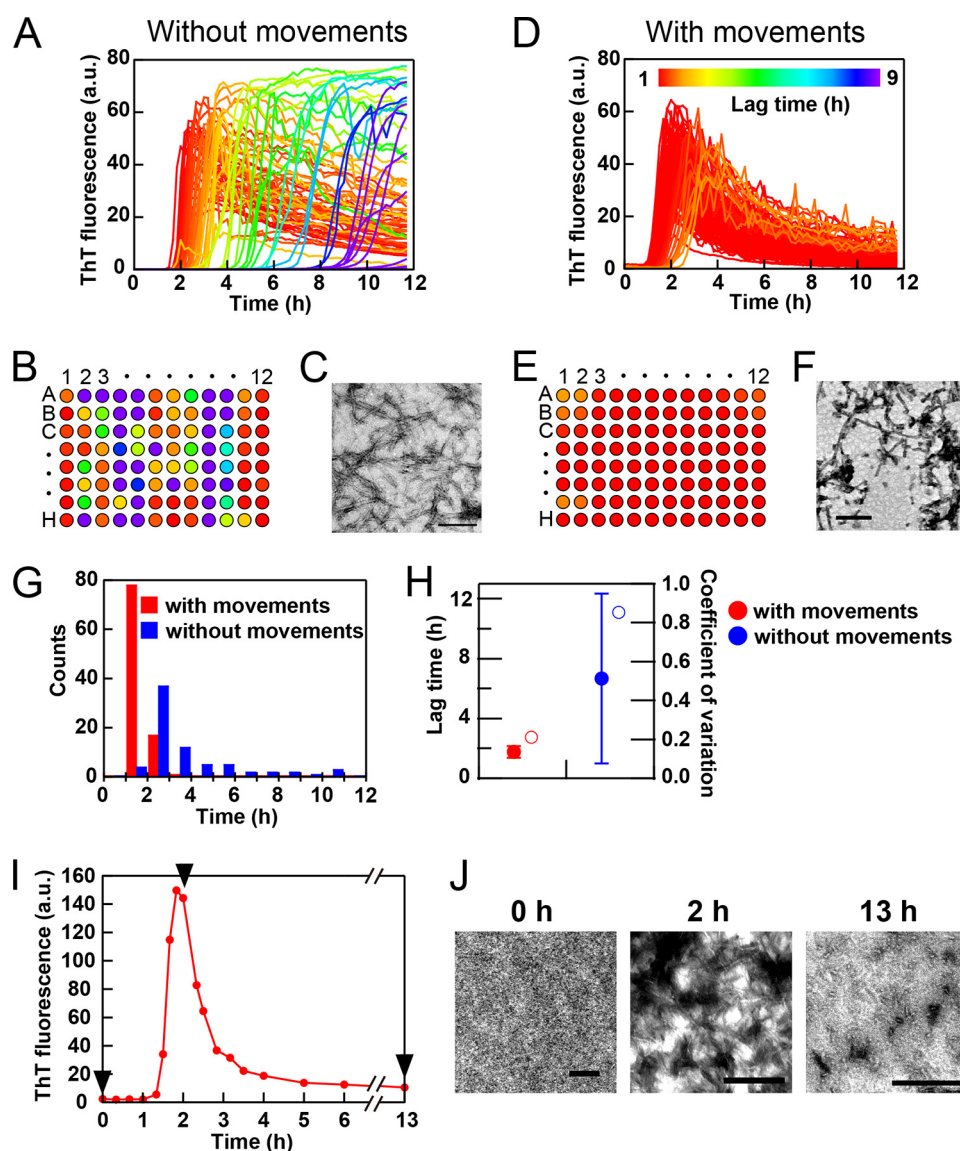 A
Without movements
ThT fluorescence (a.u.)
80
60
40
20
0
0 2 4 6 8 10 12
Time (h)
D
With movements
1 9
Lag time (h)
ThT fluorescence (a.u.)
80
60
40
20
0
0 2 4 6 8 10 12
Time (h)
B
1 2 3 · · · · · · · · 12
A
B
C
·
·
·
H
C
E
1 2 3 · · · · · · · · 12
A
B
C
·
·
·
H
F
G
with movements
without movements
Counts
80
60
40
20
0
0 2 4 6 8 10 12
Time (h)
H
Lag time (h)
12
8
4
0
Coefficient of variation
1.0
0.8
0.6
0.4
0.2
0.0
with movements
without movements
I
ThT fluorescence (a.u.)
160
140
120
100
80
60
40
20
0
0 1 2 3 4 5 6 13
Time (h)
J
0 h 2 h 13 h